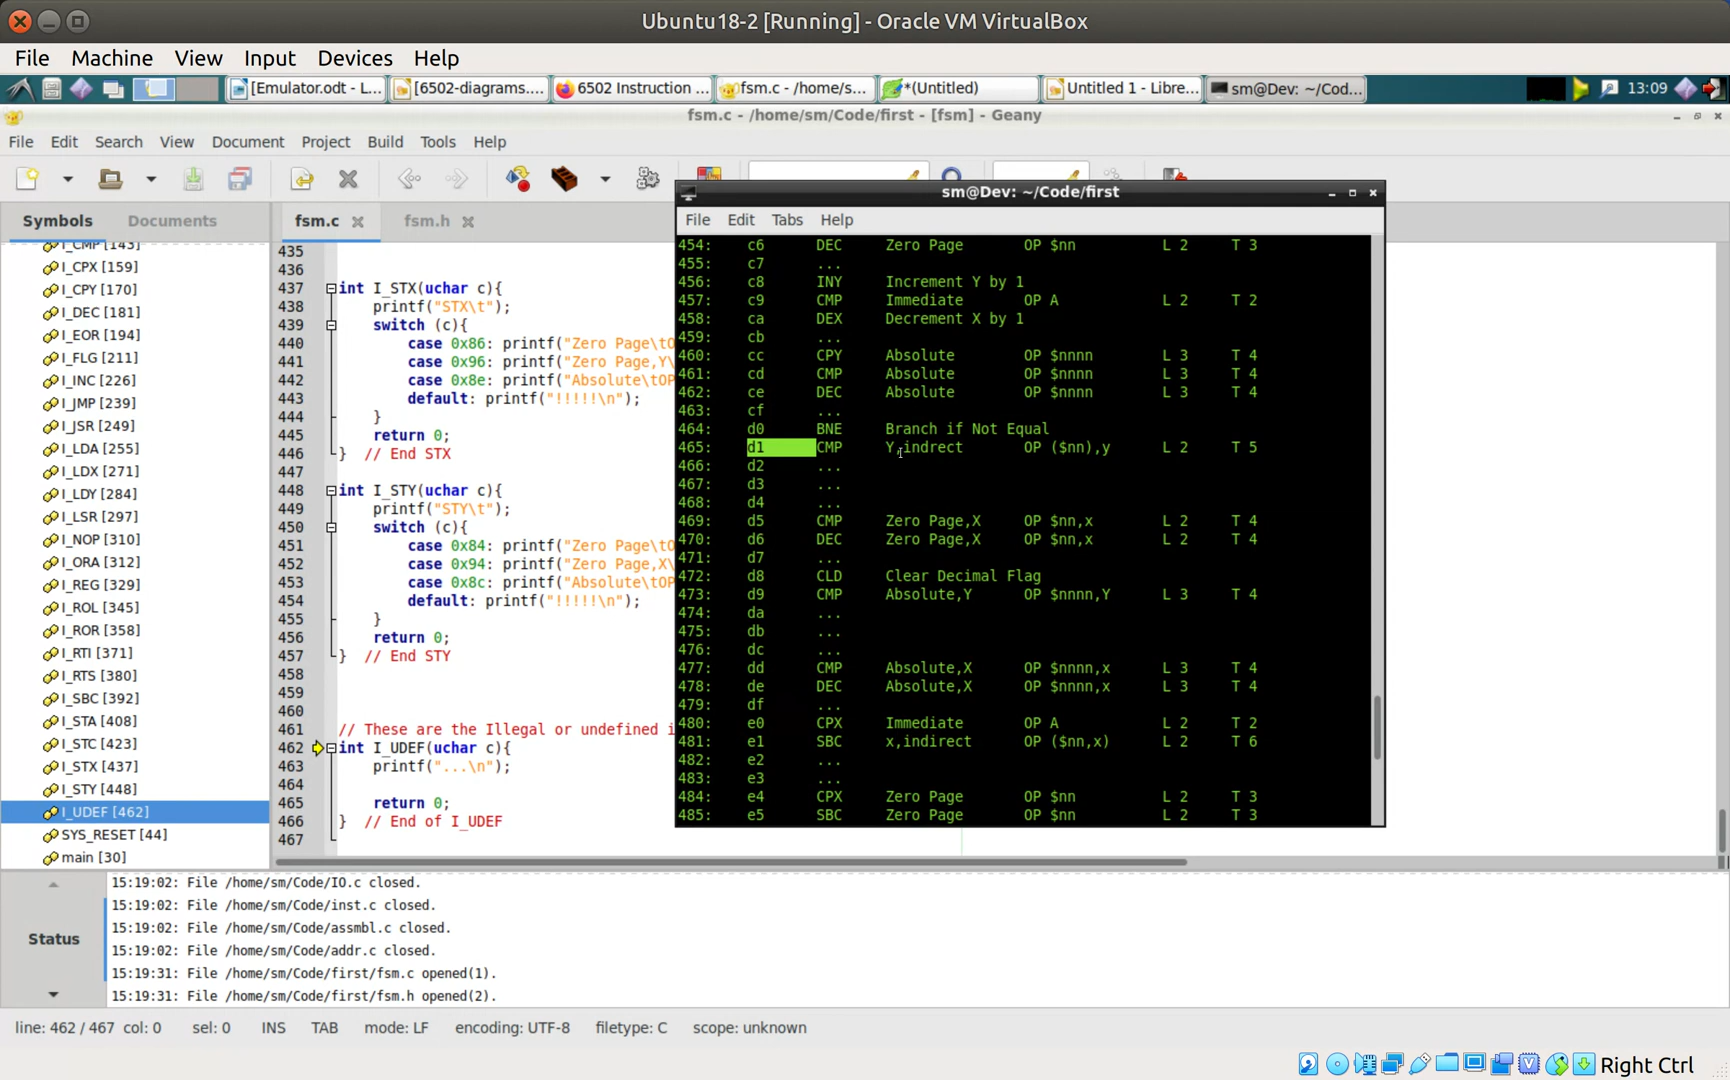 Ubuntu18-2 [Running] - Oracle VM VirtualBox
File Machine View Input Devices Help
[Emulator.odt - L... [6502-diagrams.... 6502 Instruction ... fsm.c - /home/s... *(Untitled) Untitled 1 - Libre... sm@Dev: ~/Cod... 13:09
fsm.c - /home/sm/Code/first - [fsm] - Geany
File Edit Search View Document Project Build Tools Help
Symbols Documents
I_CMP [143]
I_CPX [159]
I_CPY [170]
I_DEC [181]
I_EOR [194]
I_FLG [211]
I_INC [226]
I_JMP [239]
I_JSR [249]
I_LDA [255]
I_LDX [271]
I_LDY [284]
I_LSR [297]
I_NOP [310]
I_ORA [312]
I_REG [329]
I_ROL [345]
I_ROR [358]
I_RTI [371]
I_RTS [380]
I_SBC [392]
I_STA [408]
I_STC [423]
I_STX [437]
I_STY [448]
I_UDEF [462]
SYS_RESET [44]
main [30]
fsm.c fsm.h
435
436
437 int I_STX(uchar c){
438 printf("STX\t");
439 switch (c){
440 case 0x86: printf("Zero Page\tO
441 case 0x96: printf("Zero Page,Y\
442 case 0x8e: printf("Absolute\tOP
443 default: printf("!!!!!\n");
444 }
445 return 0;
446 } // End STX
447
448 int I_STY(uchar c){
449 printf("STY\t");
450 switch (c){
451 case 0x84: printf("Zero Page\tO
452 case 0x94: printf("Zero Page,X\
453 case 0x8c: printf("Absolute\tOP
454 default: printf("!!!!!\n");
455 }
456 return 0;
457 } // End STY
458
459
460
461 // These are the Illegal or undefined i
462 int I_UDEF(uchar c){
463 printf("...\n");
464
465 return 0;
466 } // End of I_UDEF
467
sm@Dev: ~/Code/first
File Edit Tabs Help
454: c6 DEC Zero Page OP $nn L 2 T 3
455: c7 ...
456: c8 INY Increment Y by 1
457: c9 CMP Immediate OP A L 2 T 2
458: ca DEX Decrement X by 1
459: cb ...
460: cc CPY Absolute OP $nnnn L 3 T 4
461: cd CMP Absolute OP $nnnn L 3 T 4
462: ce DEC Absolute OP $nnnn L 3 T 4
463: cf ...
464: d0 BNE Branch if Not Equal
465: d1 CMP Y,indrect OP ($nn),y L 2 T 5
466: d2 ...
467: d3 ...
468: d4 ...
469: d5 CMP Zero Page,X OP $nn,x L 2 T 4
470: d6 DEC Zero Page,X OP $nn,x L 2 T 4
471: d7 ...
472: d8 CLD Clear Decimal Flag
473: d9 CMP Absolute,Y OP $nnnn,Y L 3 T 4
474: da ...
475: db ...
476: dc ...
477: dd CMP Absolute,X OP $nnnn,x L 3 T 4
478: de DEC Absolute,X OP $nnnn,x L 3 T 4
479: df ...
480: e0 CPX Immediate OP A L 2 T 2
481: e1 SBC x,indirect OP ($nn,x) L 2 T 6
482: e2 ...
483: e3 ...
484: e4 CPX Zero Page OP $nn L 2 T 3
485: e5 SBC Zero Page OP $nn L 2 T 3
Status
15:19:02: File /home/sm/Code/IO.c closed.
15:19:02: File /home/sm/Code/inst.c closed.
15:19:02: File /home/sm/Code/assmbl.c closed.
15:19:02: File /home/sm/Code/addr.c closed.
15:19:31: File /home/sm/Code/first/fsm.c opened(1).
15:19:31: File /home/sm/Code/first/fsm.h opened(2).
line: 462 / 467 col: 0 sel: 0 INS TAB mode: LF encoding: UTF-8 filetype: C scope: unknown
Right Ctrl